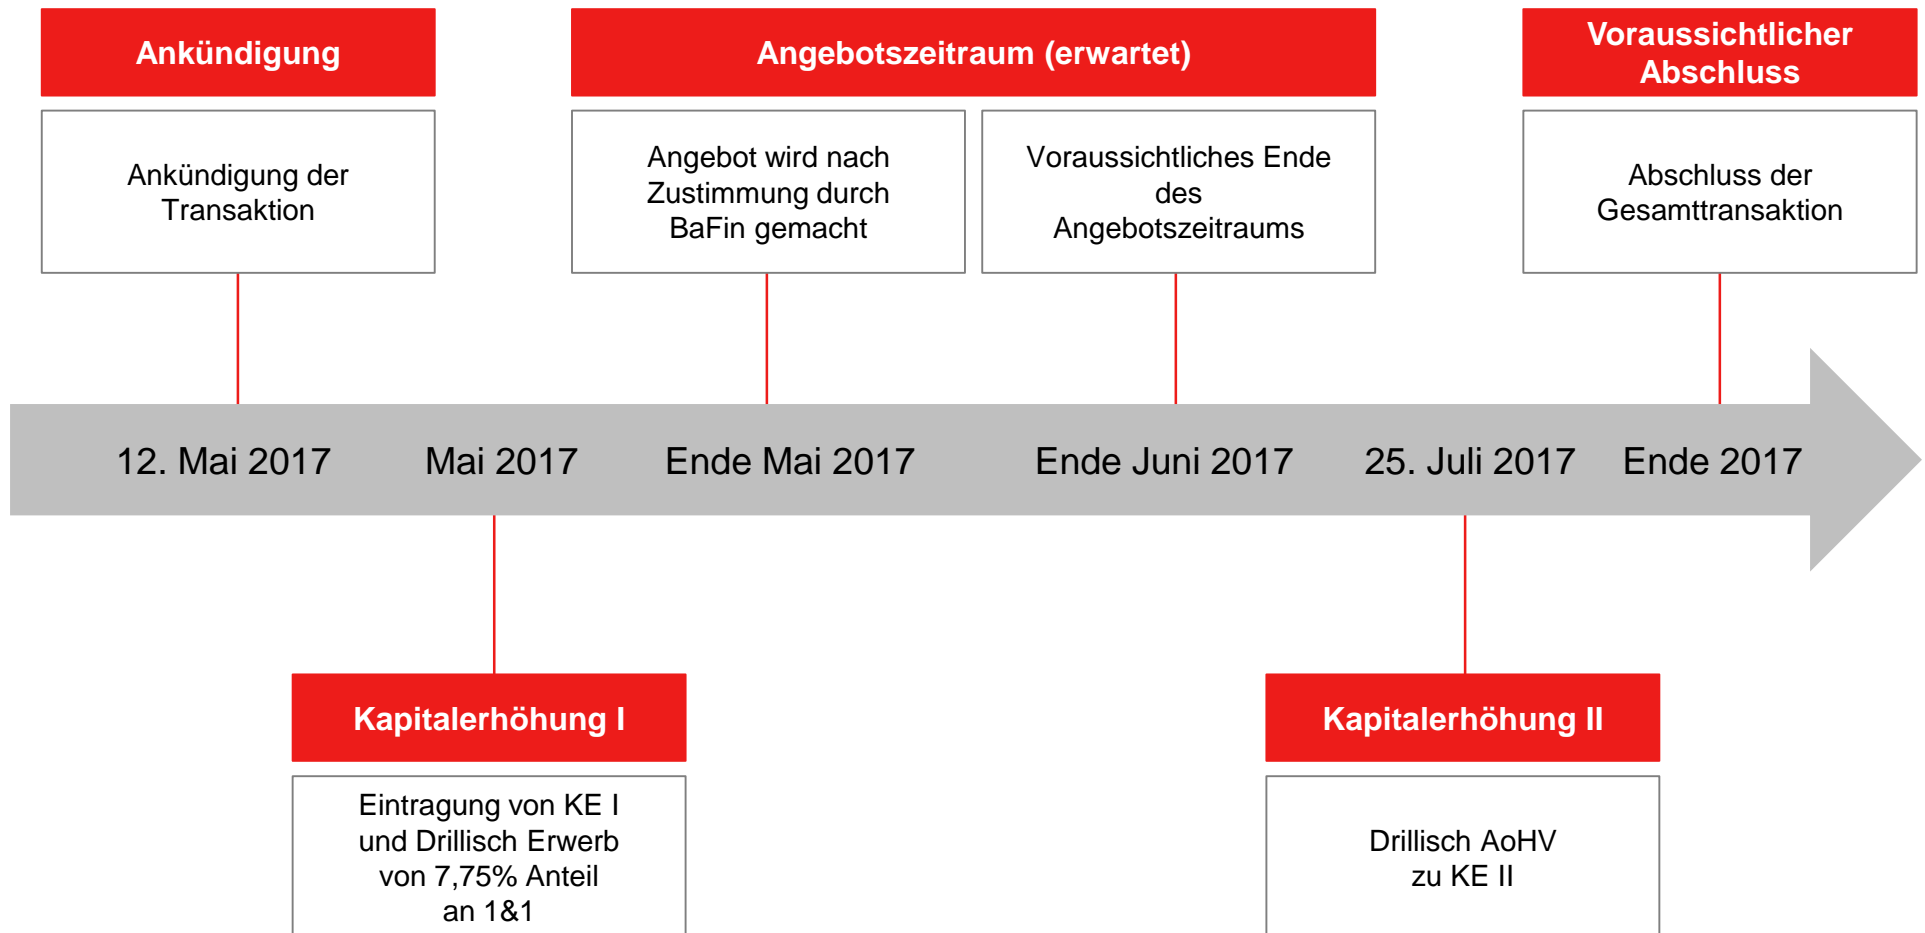 Ankündigung
Angebotszeitraum (erwartet)
Voraussichtlicher
Abschluss
Ankündigung der
Transaktion
Angebot wird nach
Zustimmung durch
BaFin gemacht
Voraussichtliches Ende
des
Angebotszeitraums
Abschluss der
Gesamttransaktion
12. Mai 2017
Mai 2017
Ende Mai 2017
Ende Juni 2017
25. Juli 2017
Ende 2017
Kapitalerhöhung I
Eintragung von KE I
und Drillisch Erwerb
von 7,75% Anteil
an 1&1
Kapitalerhöhung II
Drillisch AoHV
zu KE II